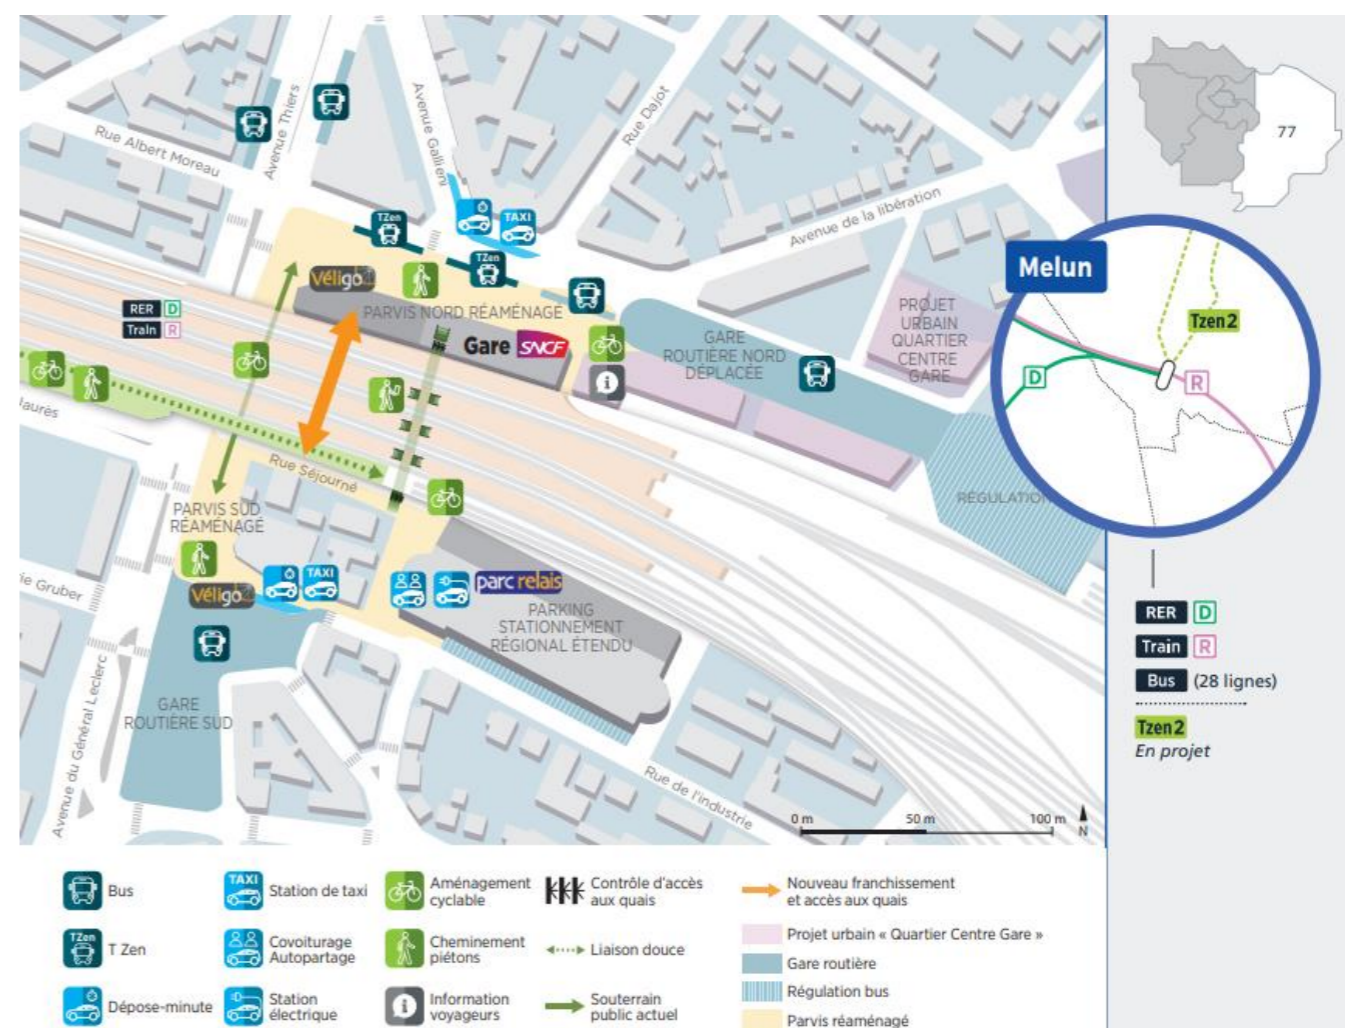 Rue Albert Moreau
Avenue Thiers
Avenue Gallieni
Rue Dajot
Avenue de la libération
TZen
TAXI
TZen
Véligo
PARVIS NORD RÉAMÉNAGÉ
RER D
Train R
Gare SNCF
GARE
ROUTIÈRE NORD
DÉPLACÉE
PROJET
URBAIN
QUARTIER
CENTRE
GARE
Jaurès
Rue Séjourné
PARVIS SUD
RÉAMÉNAGÉ
RÉGULATION
Gruber
Véligo
TAXI
parc relais
PARKING
STATIONNEMENT
RÉGIONAL ÉTENDU
GARE
ROUTIÈRE SUD
Avenue du Général Leclerc
Rue de l'industrie
0 m 50 m 100 m
N
77
Melun
Tzen 2
D
R
RER D
Train R
Bus (28 lignes)
Tzen 2
En projet
Bus
TAXI
Station de taxi
Aménagement
cyclable
Contrôle d'accès
aux quais
Nouveau franchissement
et accès aux quais
TZen
T Zen
Covoiturage
Autopartage
Cheminement
piétons
Liaison douce
Projet urbain « Quartier Centre Gare »
Gare routière
Dépose-minute
Station
électrique
i
Information
voyageurs
Souterrain
public actuel
Régulation bus
Parvis réaménagé